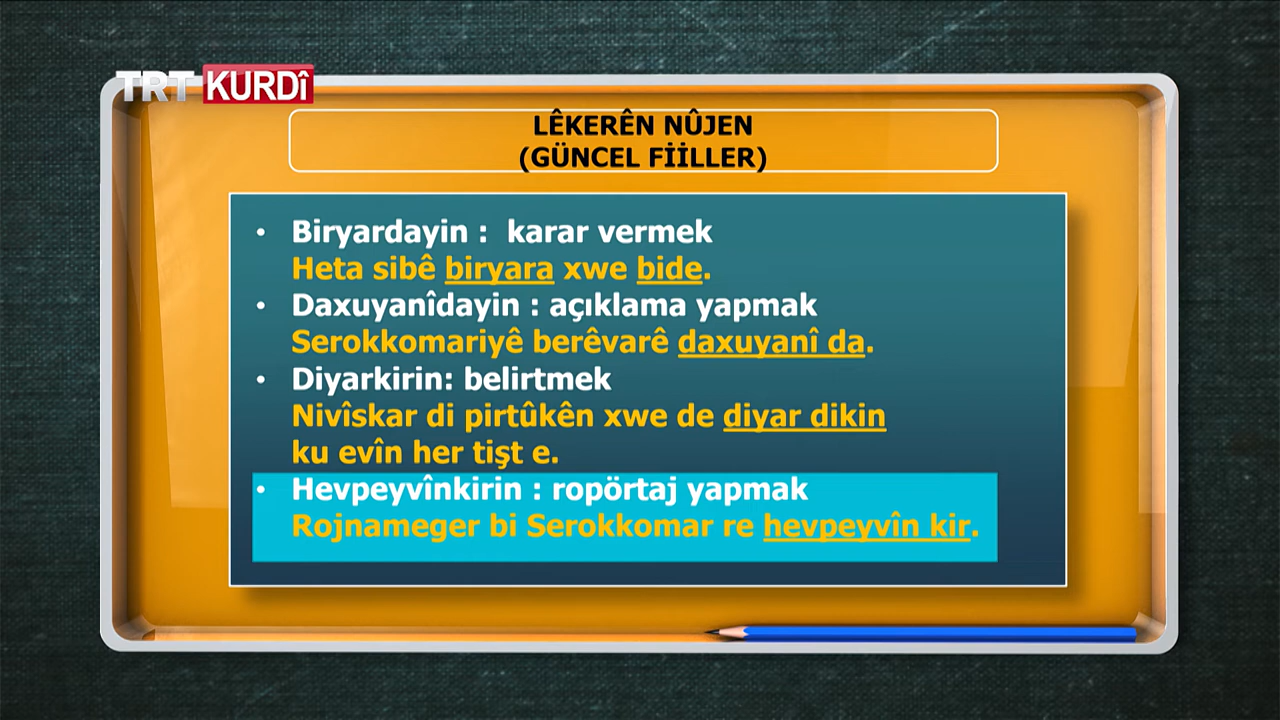 TRT KURDÎ
LÊKERÊN NÛJEN
(GÜNCEL FİİLLER)
• Biryardayin : karar vermek
Heta sibê biryara xwe bide.
• Daxuyanîdayin : açıklama yapmak
Serokkomariyê berêvarê daxuyanî da.
• Diyarkirin: belirtmek
Nivîskar di pirtûkên xwe de diyar dikin
ku evîn her tişt e.
• Hevpeyvînkirin : ropörtaj yapmak
Rojnameger bi Serokkomar re hevpeyvîn kir.